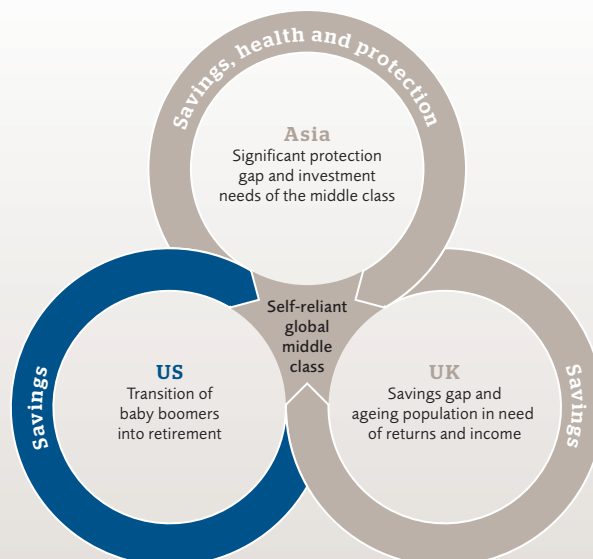 Savings, health and protection
Asia
Significant protection
gap and investment
needs of the middle class
Self-reliant
global
middle
class
Savings
US
Transition of
baby boomers
into retirement
UK
Savings gap and
ageing population in need
of returns and income
Savings